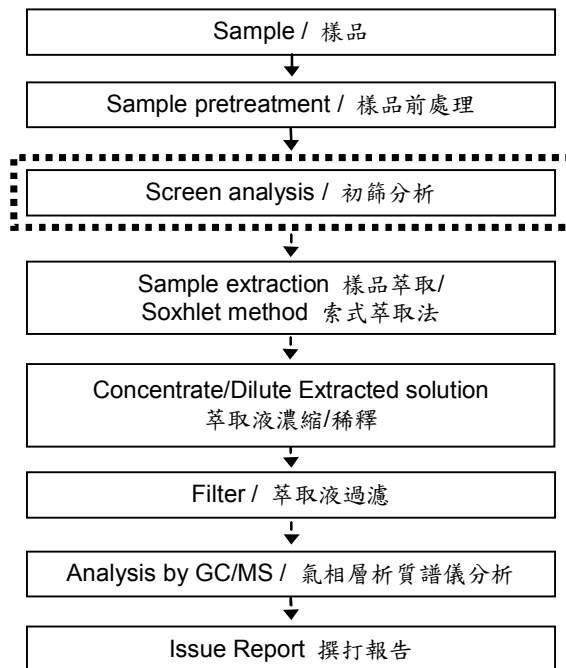 Sample / 樣品
Sample pretreatment / 樣品前處理
Screen analysis / 初篩分析
Sample extraction 樣品萃取/
Soxhlet method 索式萃取法
Concentrate/Dilute Extracted solution
萃取液濃縮/稀釋
Filter / 萃取液過濾
Analysis by GC/MS / 氣相層析質譜儀分析
Issue Report 撰打報告